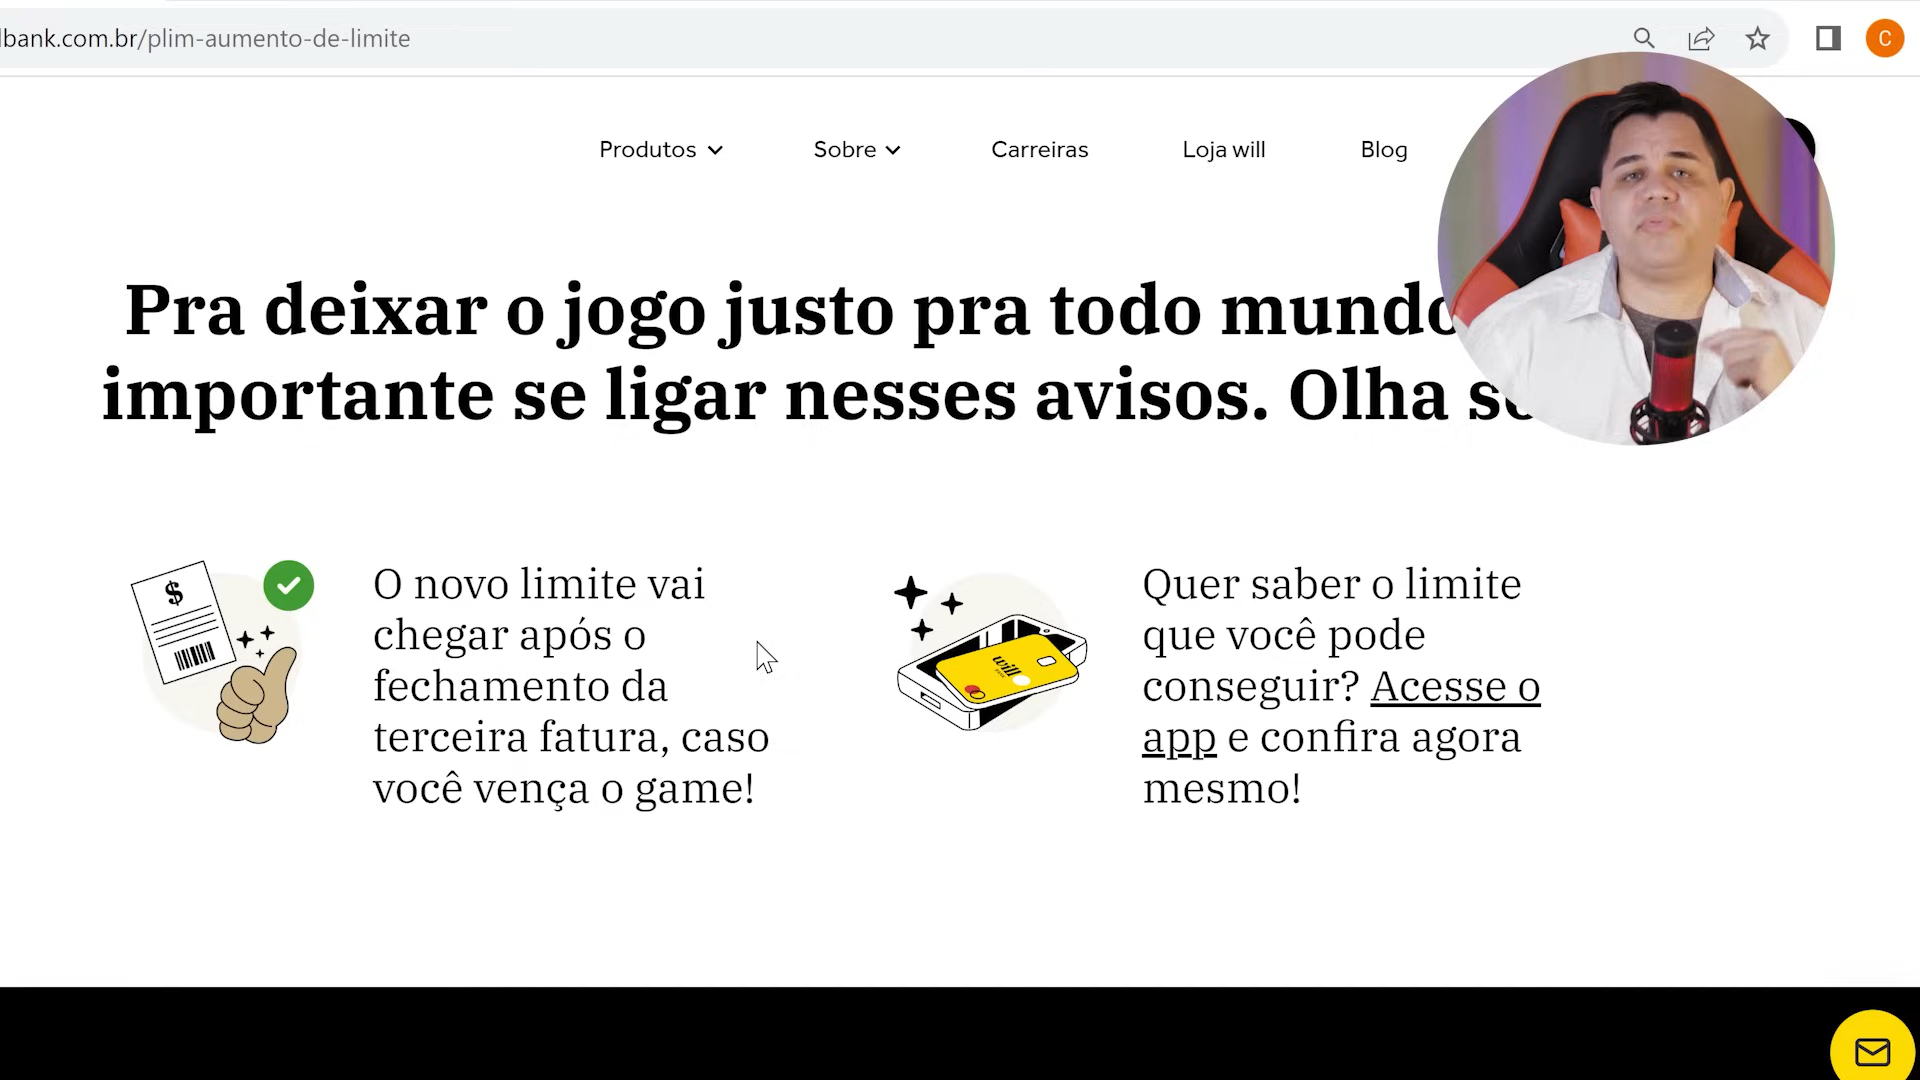 lbank.com.br/plim-aumento-de-limite
C
Produtos Sobre Carreiras Loja will Blog
Pra deixar o jogo justo pra todo mundo
importante se ligar nesses avisos. Olha
$
O novo limite vai
chegar após o
fechamento da
terceira fatura, caso
você vença o game!
will
Quer saber o limite
que você pode
conseguir? Acesse o
app e confira agora
mesmo!